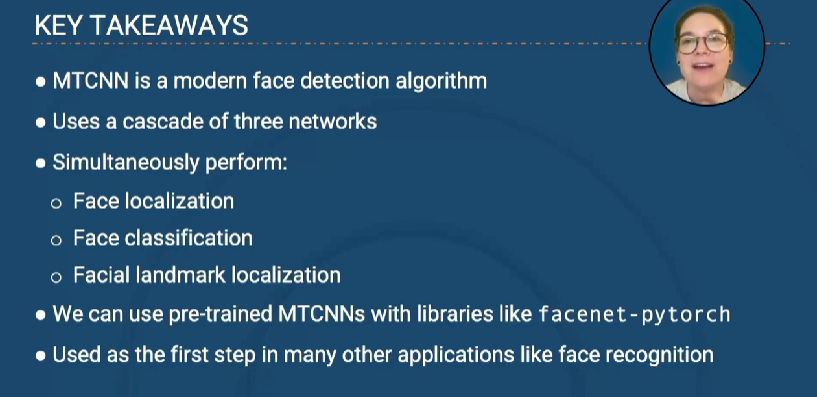 KEY TAKEAWAYS
● MTCNN is a modern face detection algorithm
● Uses a cascade of three networks
● Simultaneously perform:
○ Face localization
○ Face classification
○ Facial landmark localization
● We can use pre-trained MTCNNs with libraries like facenet-pytorch
● Used as the first step in many other applications like face recognition